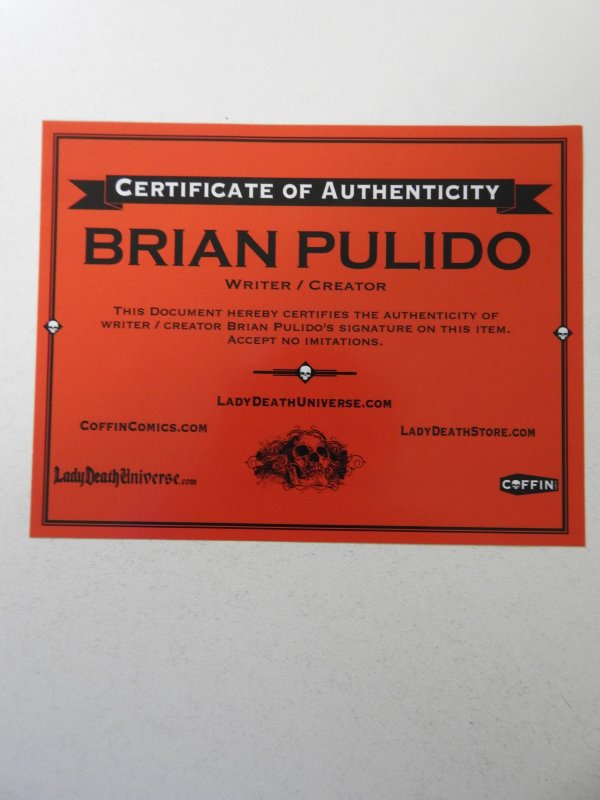 CERTIFICATE OF AUTHENTICITY
BRIAN PULIDO
WRITER / CREATOR
THIS DOCUMENT HEREBY CERTIFIES THE AUTHENTICITY OF
WRITER / CREATOR BRIAN PULIDO'S SIGNATURE ON THIS ITEM.
ACCEPT NO IMITATIONS.
LADYDEATHUNIVERSE.COM
COFFINCOMICS.COM
LADYDEATHSTORE.COM
LadyDeathUniverse.com
COFFIN